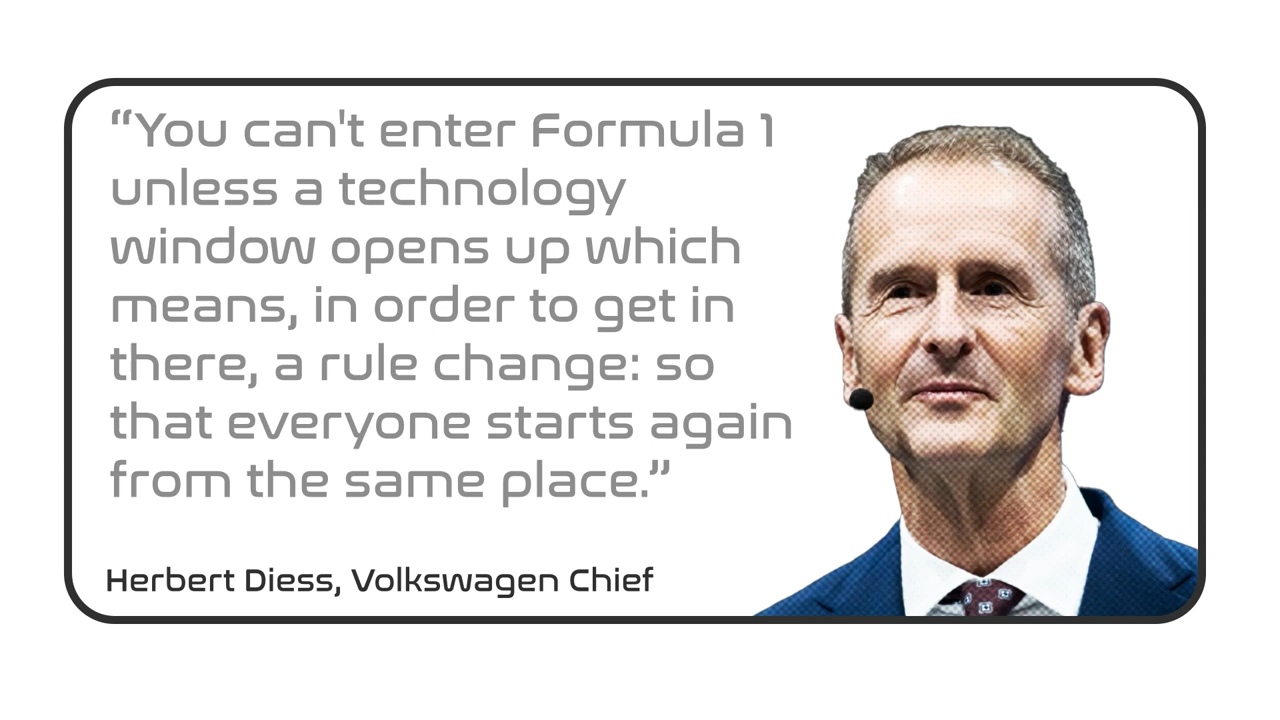 “You can't enter Formula 1
unless a technology
window opens up which
means, in order to get in
there, a rule change: so
that everyone starts again
from the same place.”
Herbert Diess, Volkswagen Chief